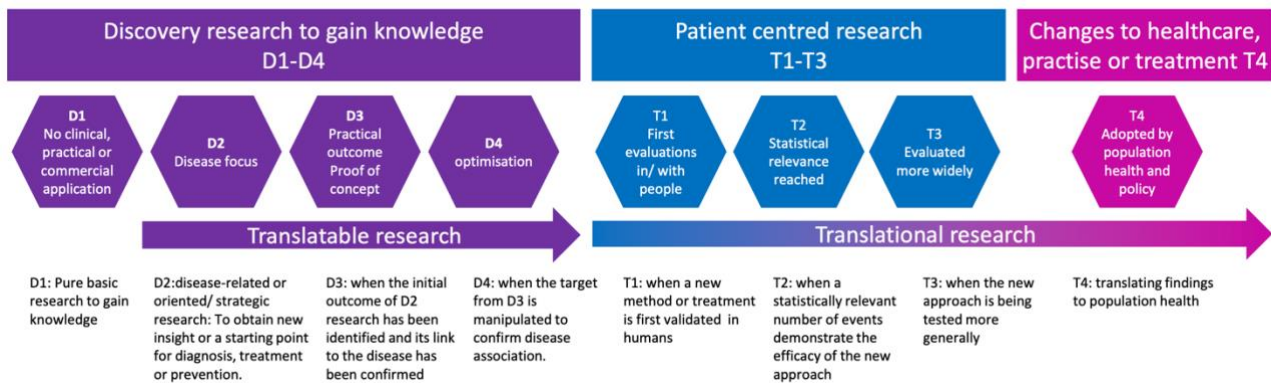 Discovery research to gain knowledge
D1-D4
Patient centred research
T1-T3
Changes to healthcare,
practise or treatment T4
D1
No clinical,
practical or
commercial
application
D2
Disease focus
D3
Practical
outcome
Proof of
concept
D4
optimisation
T1
First
evaluations
in/ with
people
T2
Statistical
relevance
reached
T3
Evaluated
more widely
T4
Adopted by
population
health and
policy
Translatable research
Translational research
D1: Pure basic
research to gain
knowledge
D2:disease-related or
oriented/ strategic
research: To obtain new
insight or a starting point
for diagnosis, treatment
or prevention.
D3: when the initial
outcome of D2
research has been
identified and its link
to the disease has
been confirmed
D4: when the target
from D3 is
manipulated to
confirm disease
association.
T1: when a new
method or treatment
is first validated in
humans
T2: when a
statistically relevant
number of events
demonstrate the
efficacy of the new
approach
T3: when the new
approach is being
tested more
generally
T4: translating findings
to population health